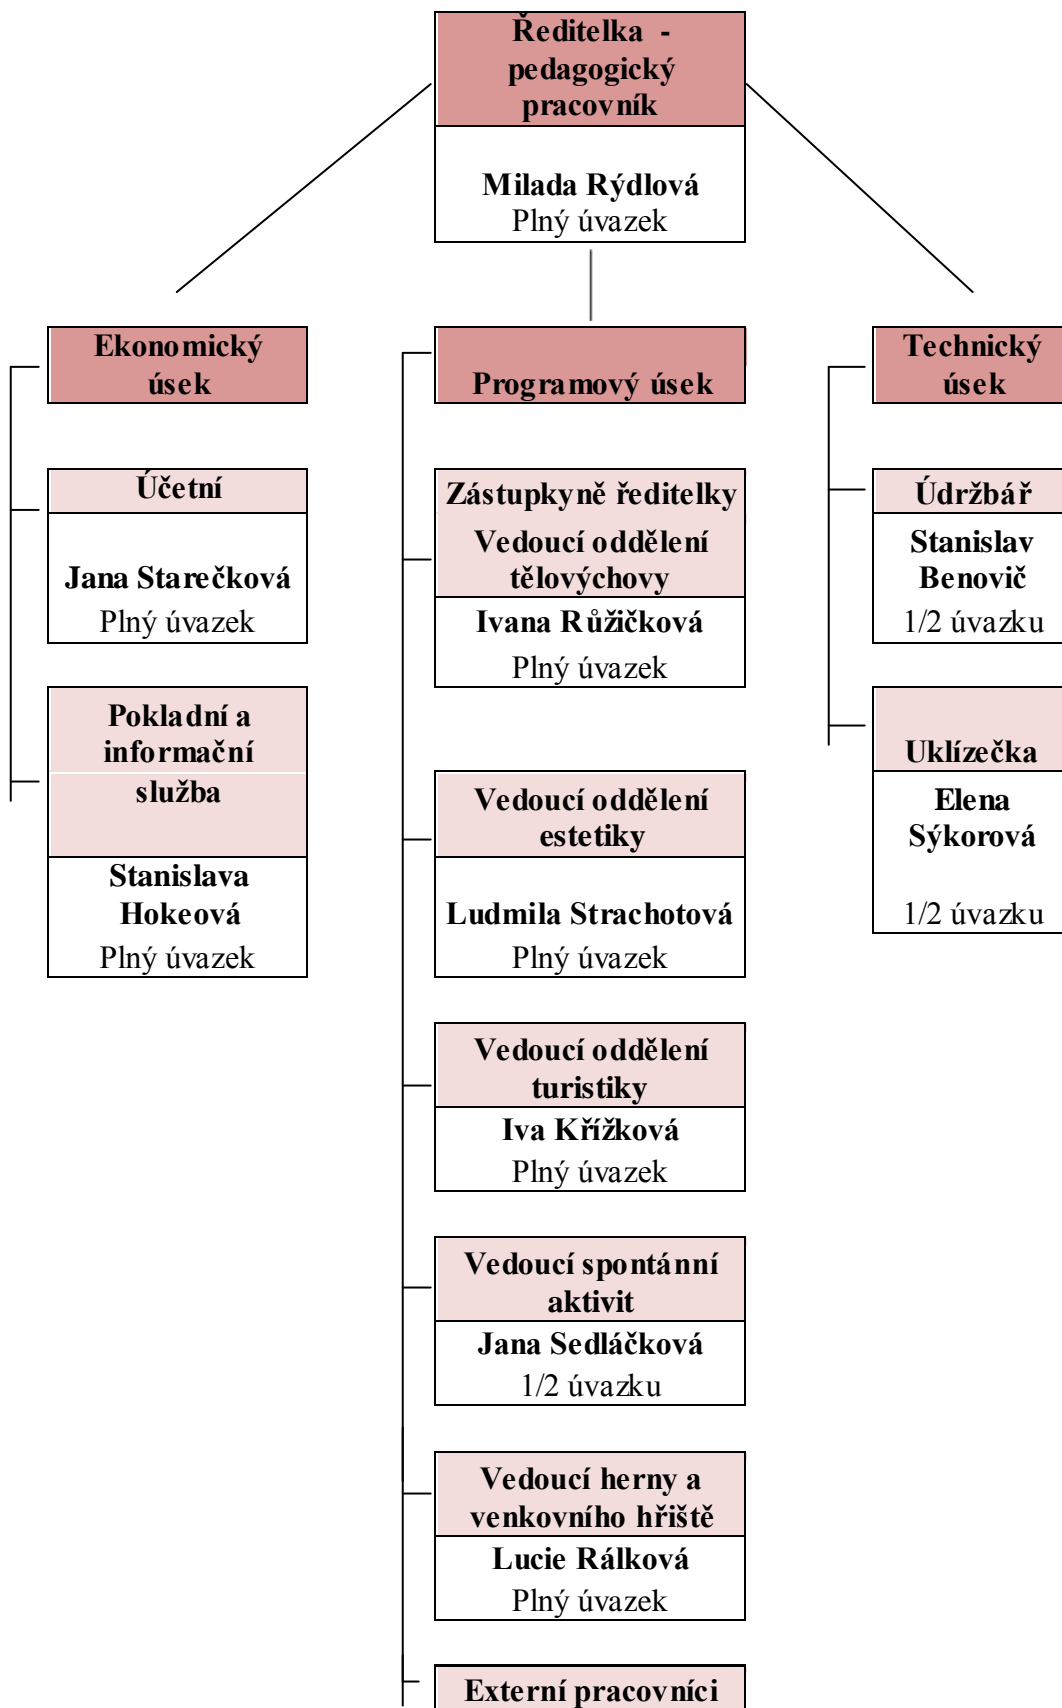 Ředitelka -
pedagogický
pracovník
Milada Rýdlová
Plný úvazek
Ekonomický
úsek
Účetní
Jana Starečková
Plný úvazek
Pokladní a
informační
služba
Stanislava
Hokeová
Plný úvazek
Programový úsek
Zástupkyně ředitelky
Vedoucí oddělení
tělovýchovy
Ivana Růžičková
Plný úvazek
Vedoucí oddělení
estetiky
Ludmila Strachotová
Plný úvazek
Vedoucí oddělení
turistiky
Iva Křížková
Plný úvazek
Vedoucí spontánní
aktivit
Jana Sedláčková
1/2 úvazku
Vedoucí herny a
venkovního hřiště
Lucie Rálková
Plný úvazek
Externí pracovníci
Technický
úsek
Údržbář
Stanislav
Benovič
1/2 úvazku
Uklízečka
Elena
Sýkorová
1/2 úvazku